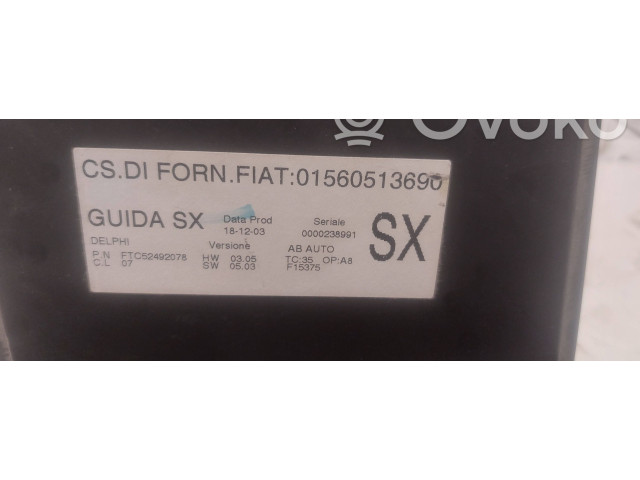 Ovoko
CS.DI FORN.FIAT:01560513690
GUIDA SX Data Prod 18-12-03 Seriale 0000238991 SX
DELPHI Versione AB AUTO
P.N FTC52492078 HW 03.05 TC:35 OP:A8
C.L 07 SW 05.03 F15375